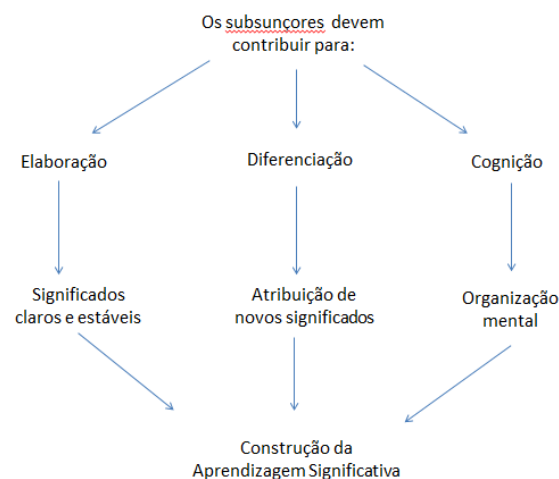 Os subsunçores devem
contribuir para:
Elaboração
Diferenciação
Cognição
Significados
claros e estáveis
Atribuição de
novos significados
Organização
mental
Construção da
Aprendizagem Significativa